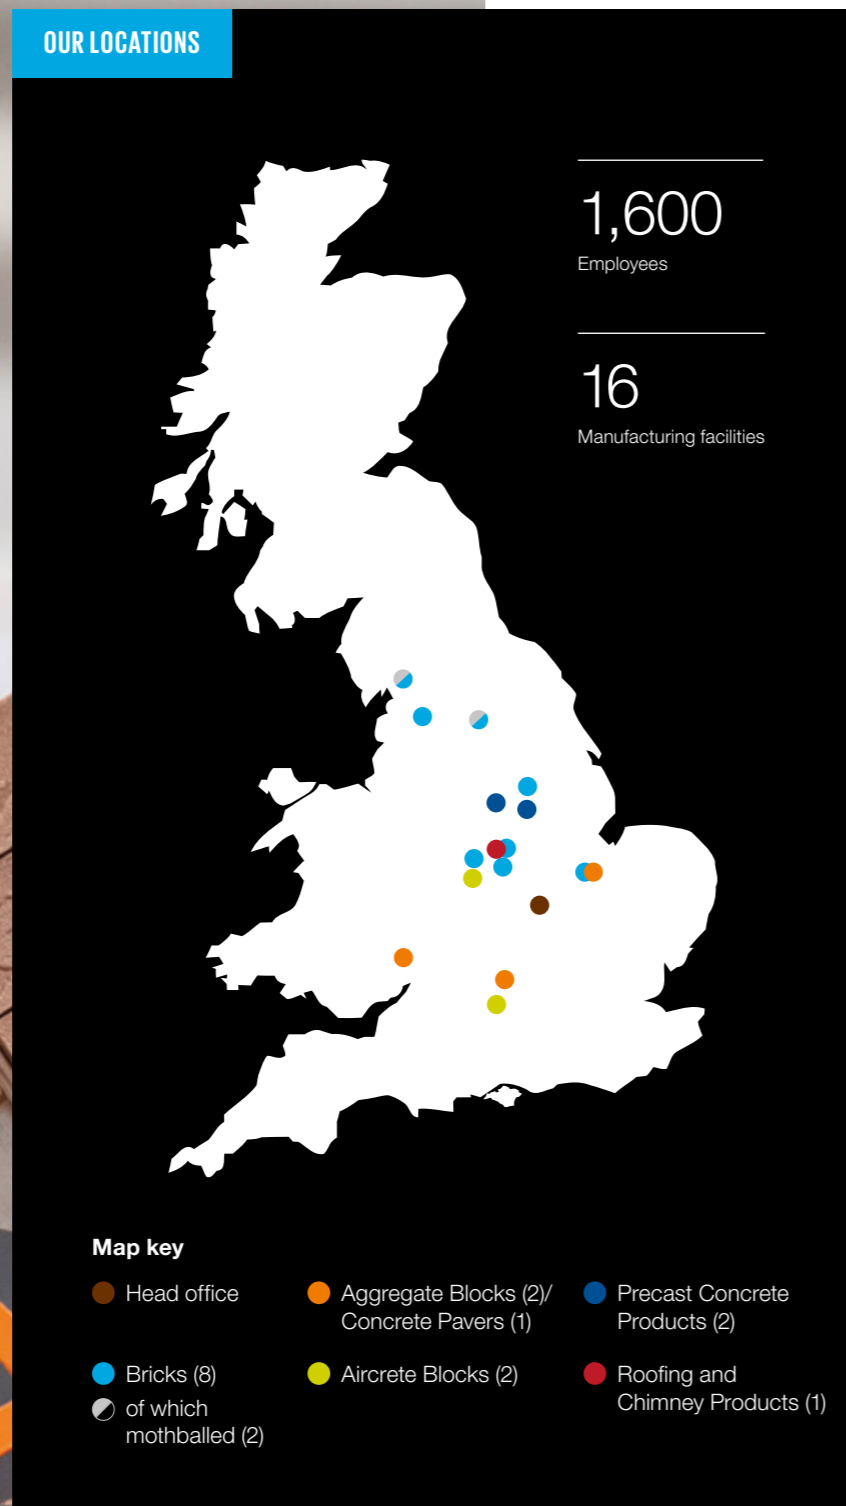 OUR LOCATIONS
1,600
Employees
16
Manufacturing facilities
Map key
Head office
Aggregate Blocks (2)/
Concrete Pavers (1)
Precast Concrete
Products (2)
Bricks (8)
of which
mothballed (2)
Aircrete Blocks (2)
Roofing and
Chimney Products (1)